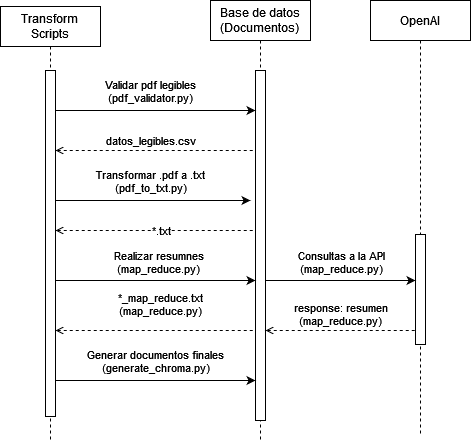 Transform
Scripts
Base de datos
(Documentos)
OpenAI
Validar pdf legibles
(pdf_validator.py)
datos_legibles.csv
Transformar .pdf a .txt
(pdf_to_txt.py)
*.txt
Realizar resumnes
(map_reduce.py)
Consultas a la API
(map_reduce.py)
*_map_reduce.txt
(map_reduce.py)
response: resumen
(map_reduce.py)
Generar documentos finales
(generate_chroma.py)